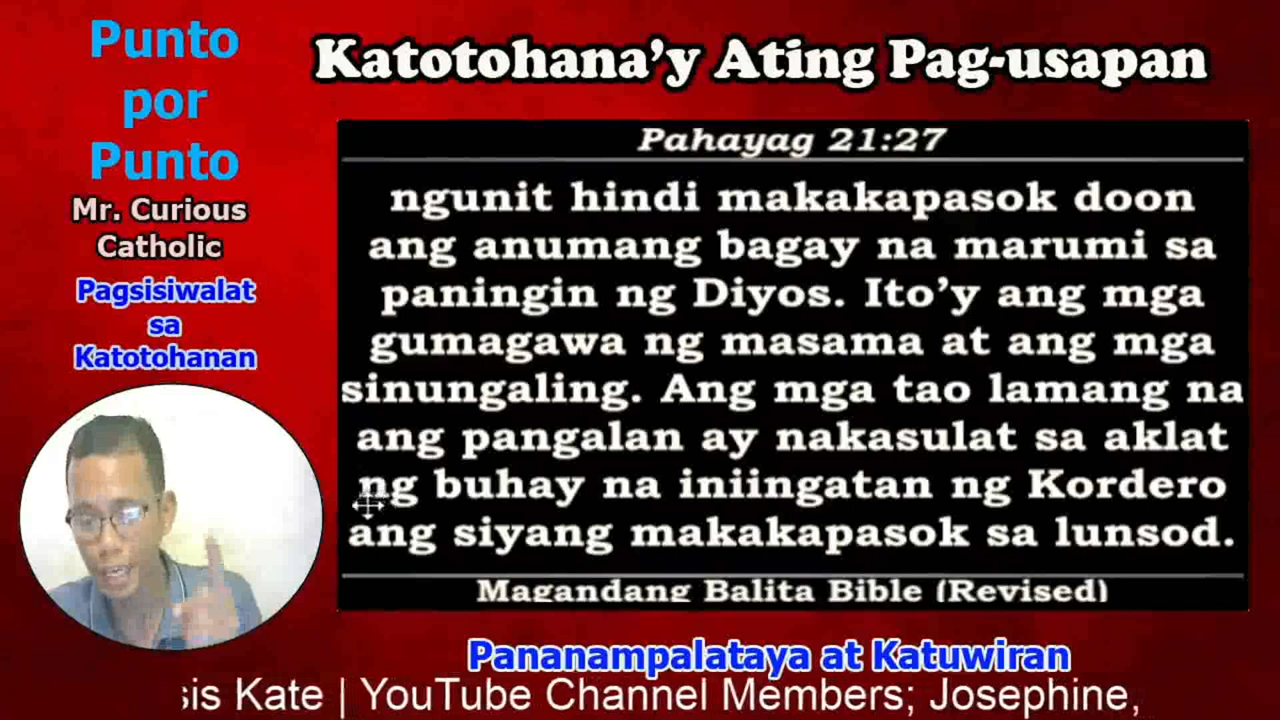 Punto
por
Punto
Mr. Curious
Catholic
Pagsisiwalat
sa
Katotohanan
Katotohana’y Ating Pag-usapan
Pahayag 21:27
ngunit hindi makakapasok doon
ang anumang bagay na marumi sa
paningin ng Diyos. Ito’y ang mga
gumagawa ng masama at ang mga
sinungaling. Ang mga tao lamang na
ang pangalan ay nakasulat sa aklat
ng buhay na iniingatan ng Kordero
ang siyang makakapasok sa lunsod.
Magandang Balita Bible (Revised)
Pananampalataya at Katuwiran
Kate | YouTube Channel Members; Josephine,